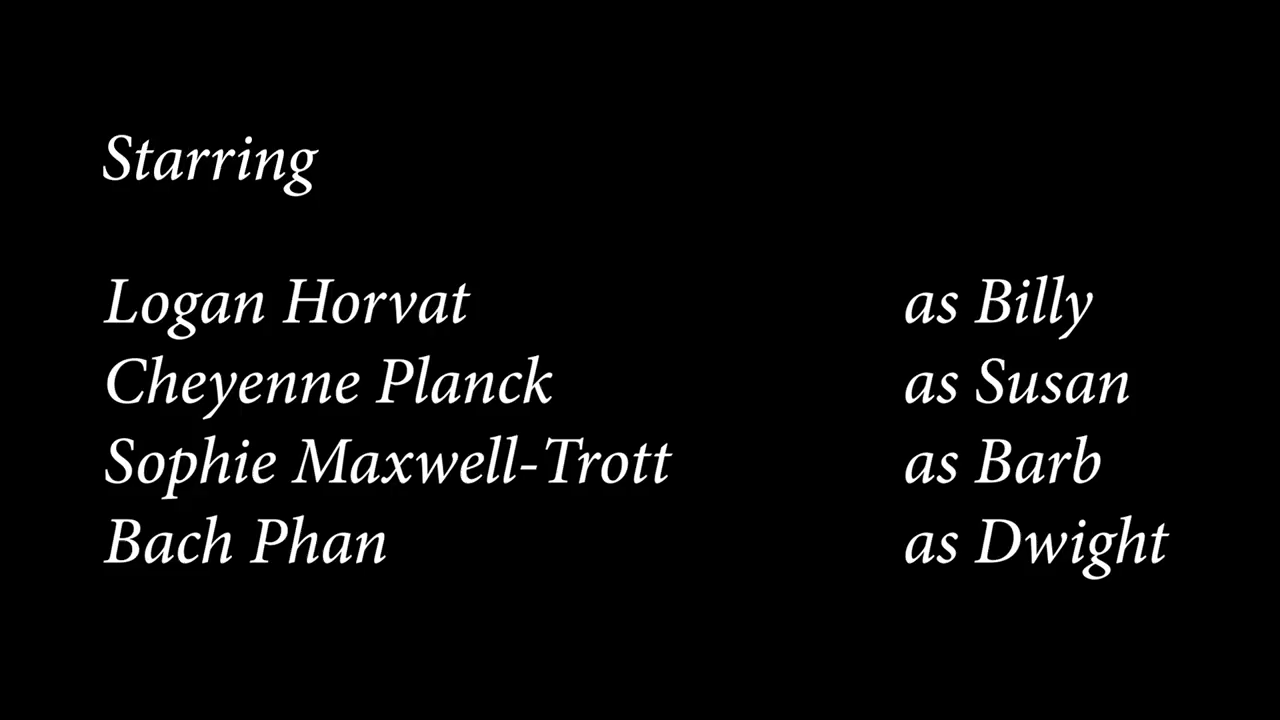 Starring
Logan Horvat as Billy
Cheyenne Planck as Susan
Sophie Maxwell-Trott as Barb
Bach Phan as Dwight